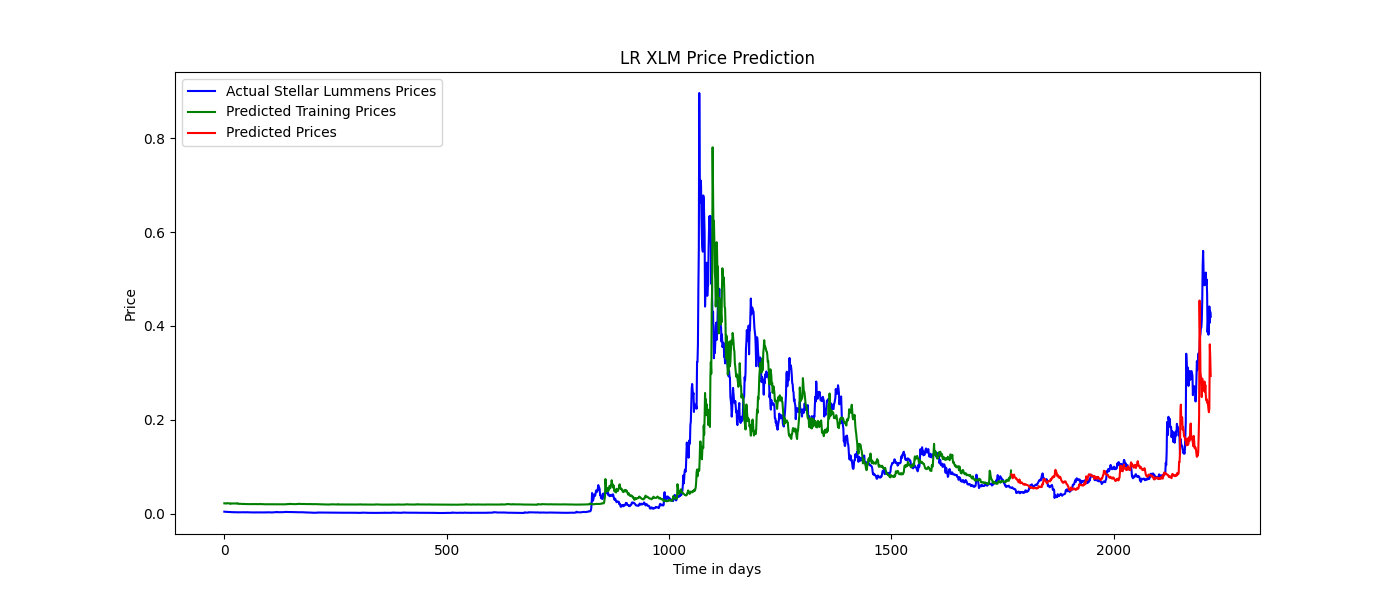 LR XLM Price Prediction
Actual Stellar Lummens Prices
Predicted Training Prices
Predicted Prices
0.8
0.6
0.4
0.2
0.0
Price
0 500 1000 1500 2000
Time in days